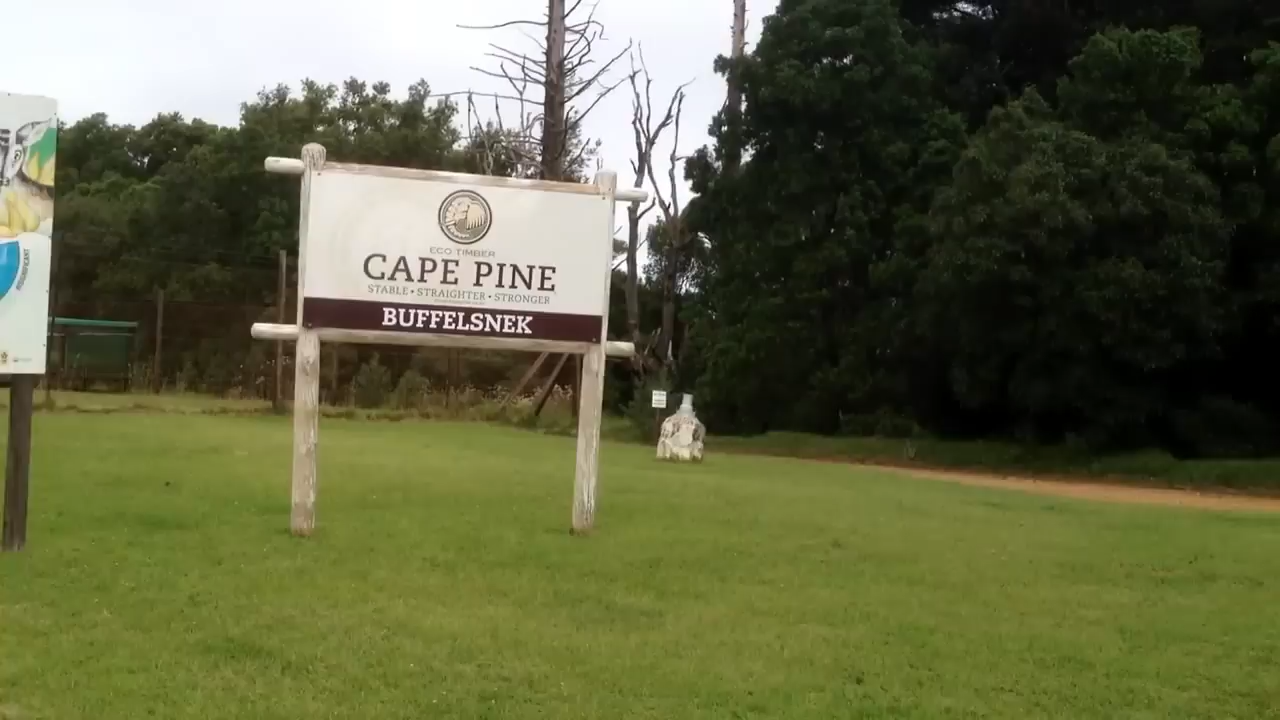 ECO TIMBER
CAPE PINE
STABLE • STRAIGHTER • STRONGER
BUFFELSNEK